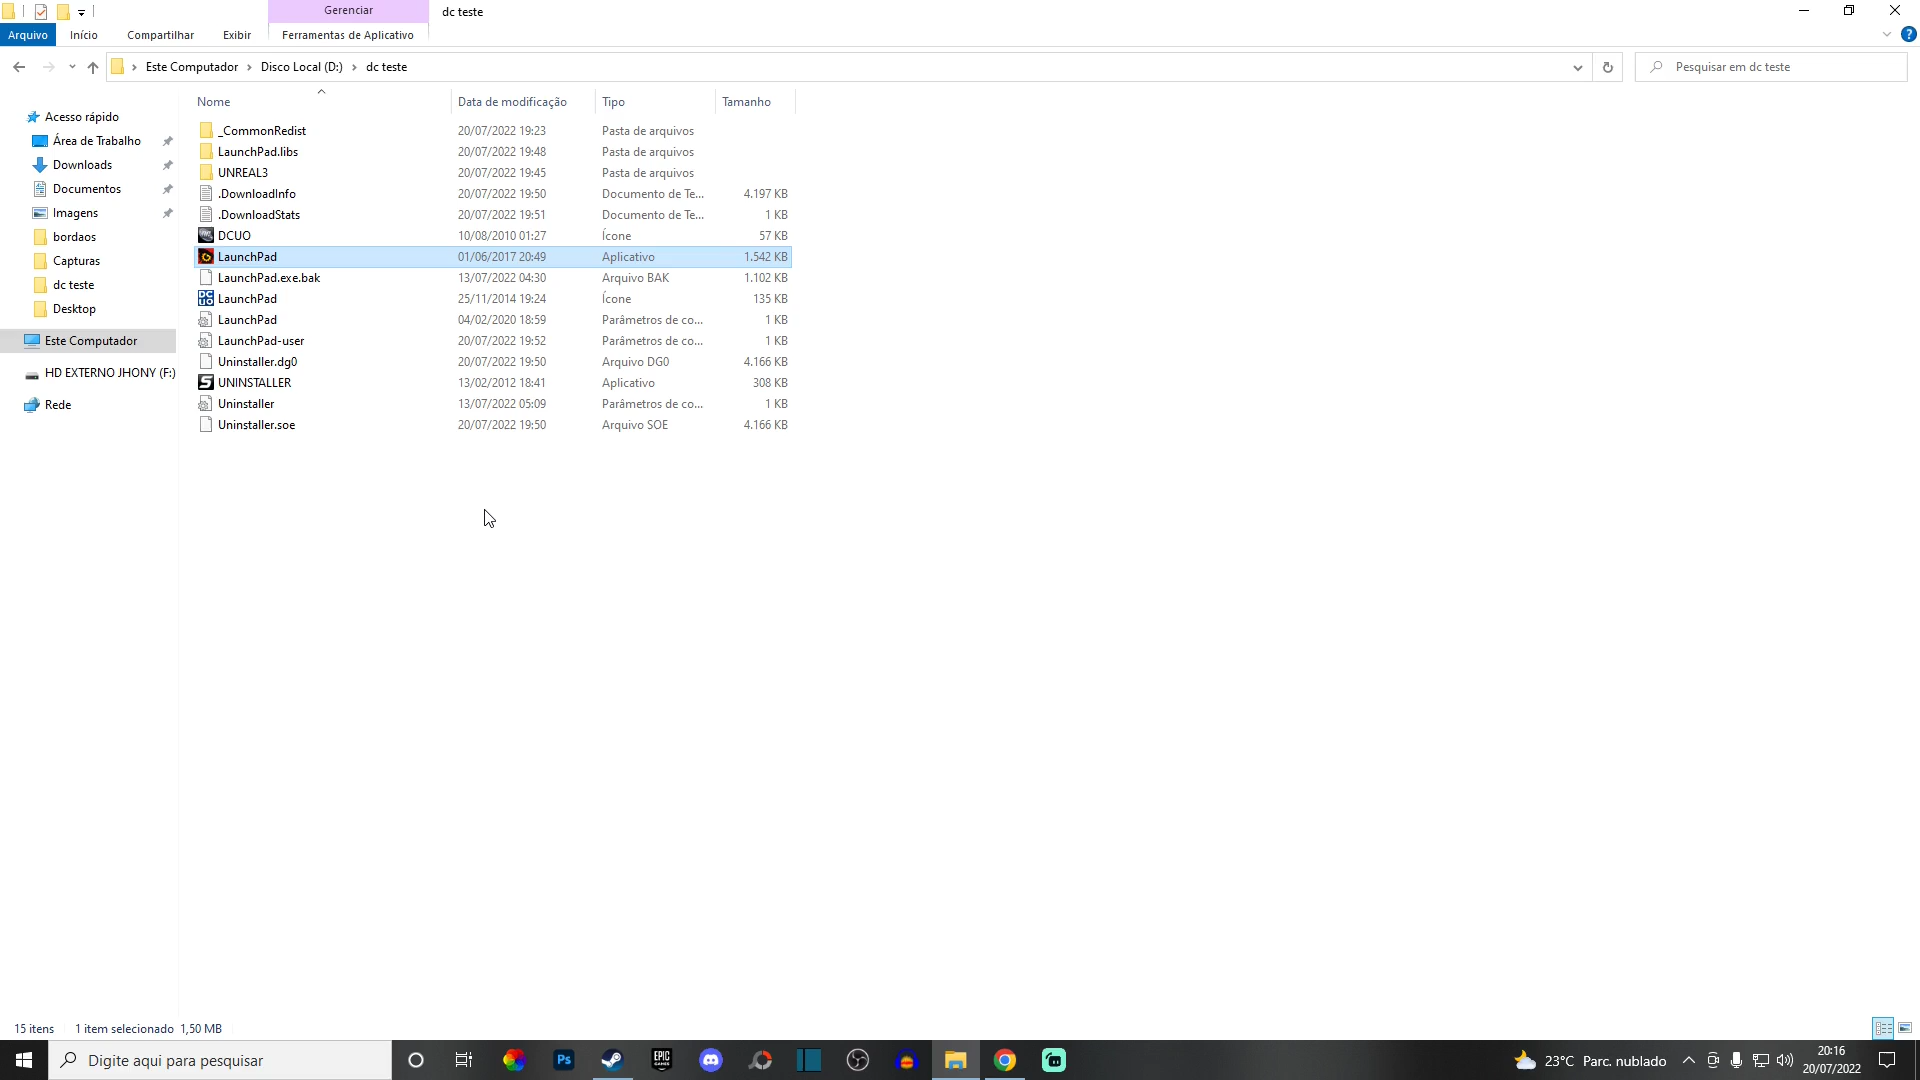 Gerenciar
dc teste
Arquivo Início Compartilhar Exibir Ferramentas de Aplicativo
Este Computador › Disco Local (D:) › dc teste
Pesquisar em dc teste
Nome Data de modificação Tipo Tamanho
Acesso rápido
Área de Trabalho
Downloads
Documentos
Imagens
bordaos
Capturas
dc teste
Desktop
Este Computador
HD EXTERNO JHONY (F:)
Rede
_CommonRedist 20/07/2022 19:23 Pasta de arquivos
LaunchPad.libs 20/07/2022 19:48 Pasta de arquivos
UNREAL3 20/07/2022 19:45 Pasta de arquivos
.DownloadInfo 20/07/2022 19:50 Documento de Te... 4.197 KB
.DownloadStats 20/07/2022 19:51 Documento de Te... 1 KB
DCUO 10/08/2010 01:27 Ícone 57 KB
LaunchPad 01/06/2017 20:49 Aplicativo 1.542 KB
LaunchPad.exe.bak 13/07/2022 04:30 Arquivo BAK 1.102 KB
LaunchPad 25/11/2014 19:24 Ícone 135 KB
LaunchPad 04/02/2020 18:59 Parâmetros de co... 1 KB
LaunchPad-user 20/07/2022 19:52 Parâmetros de co... 1 KB
Uninstaller.dg0 20/07/2022 19:50 Arquivo DG0 4.166 KB
UNINSTALLER 13/02/2012 18:41 Aplicativo 308 KB
Uninstaller 13/07/2022 05:09 Parâmetros de co... 1 KB
Uninstaller.soe 20/07/2022 19:50 Arquivo SOE 4.166 KB
15 itens 1 item selecionado 1,50 MB
Digite aqui para pesquisar
Ps
EPIC GAMES
23°C Parc. nublado
20:16
20/07/2022